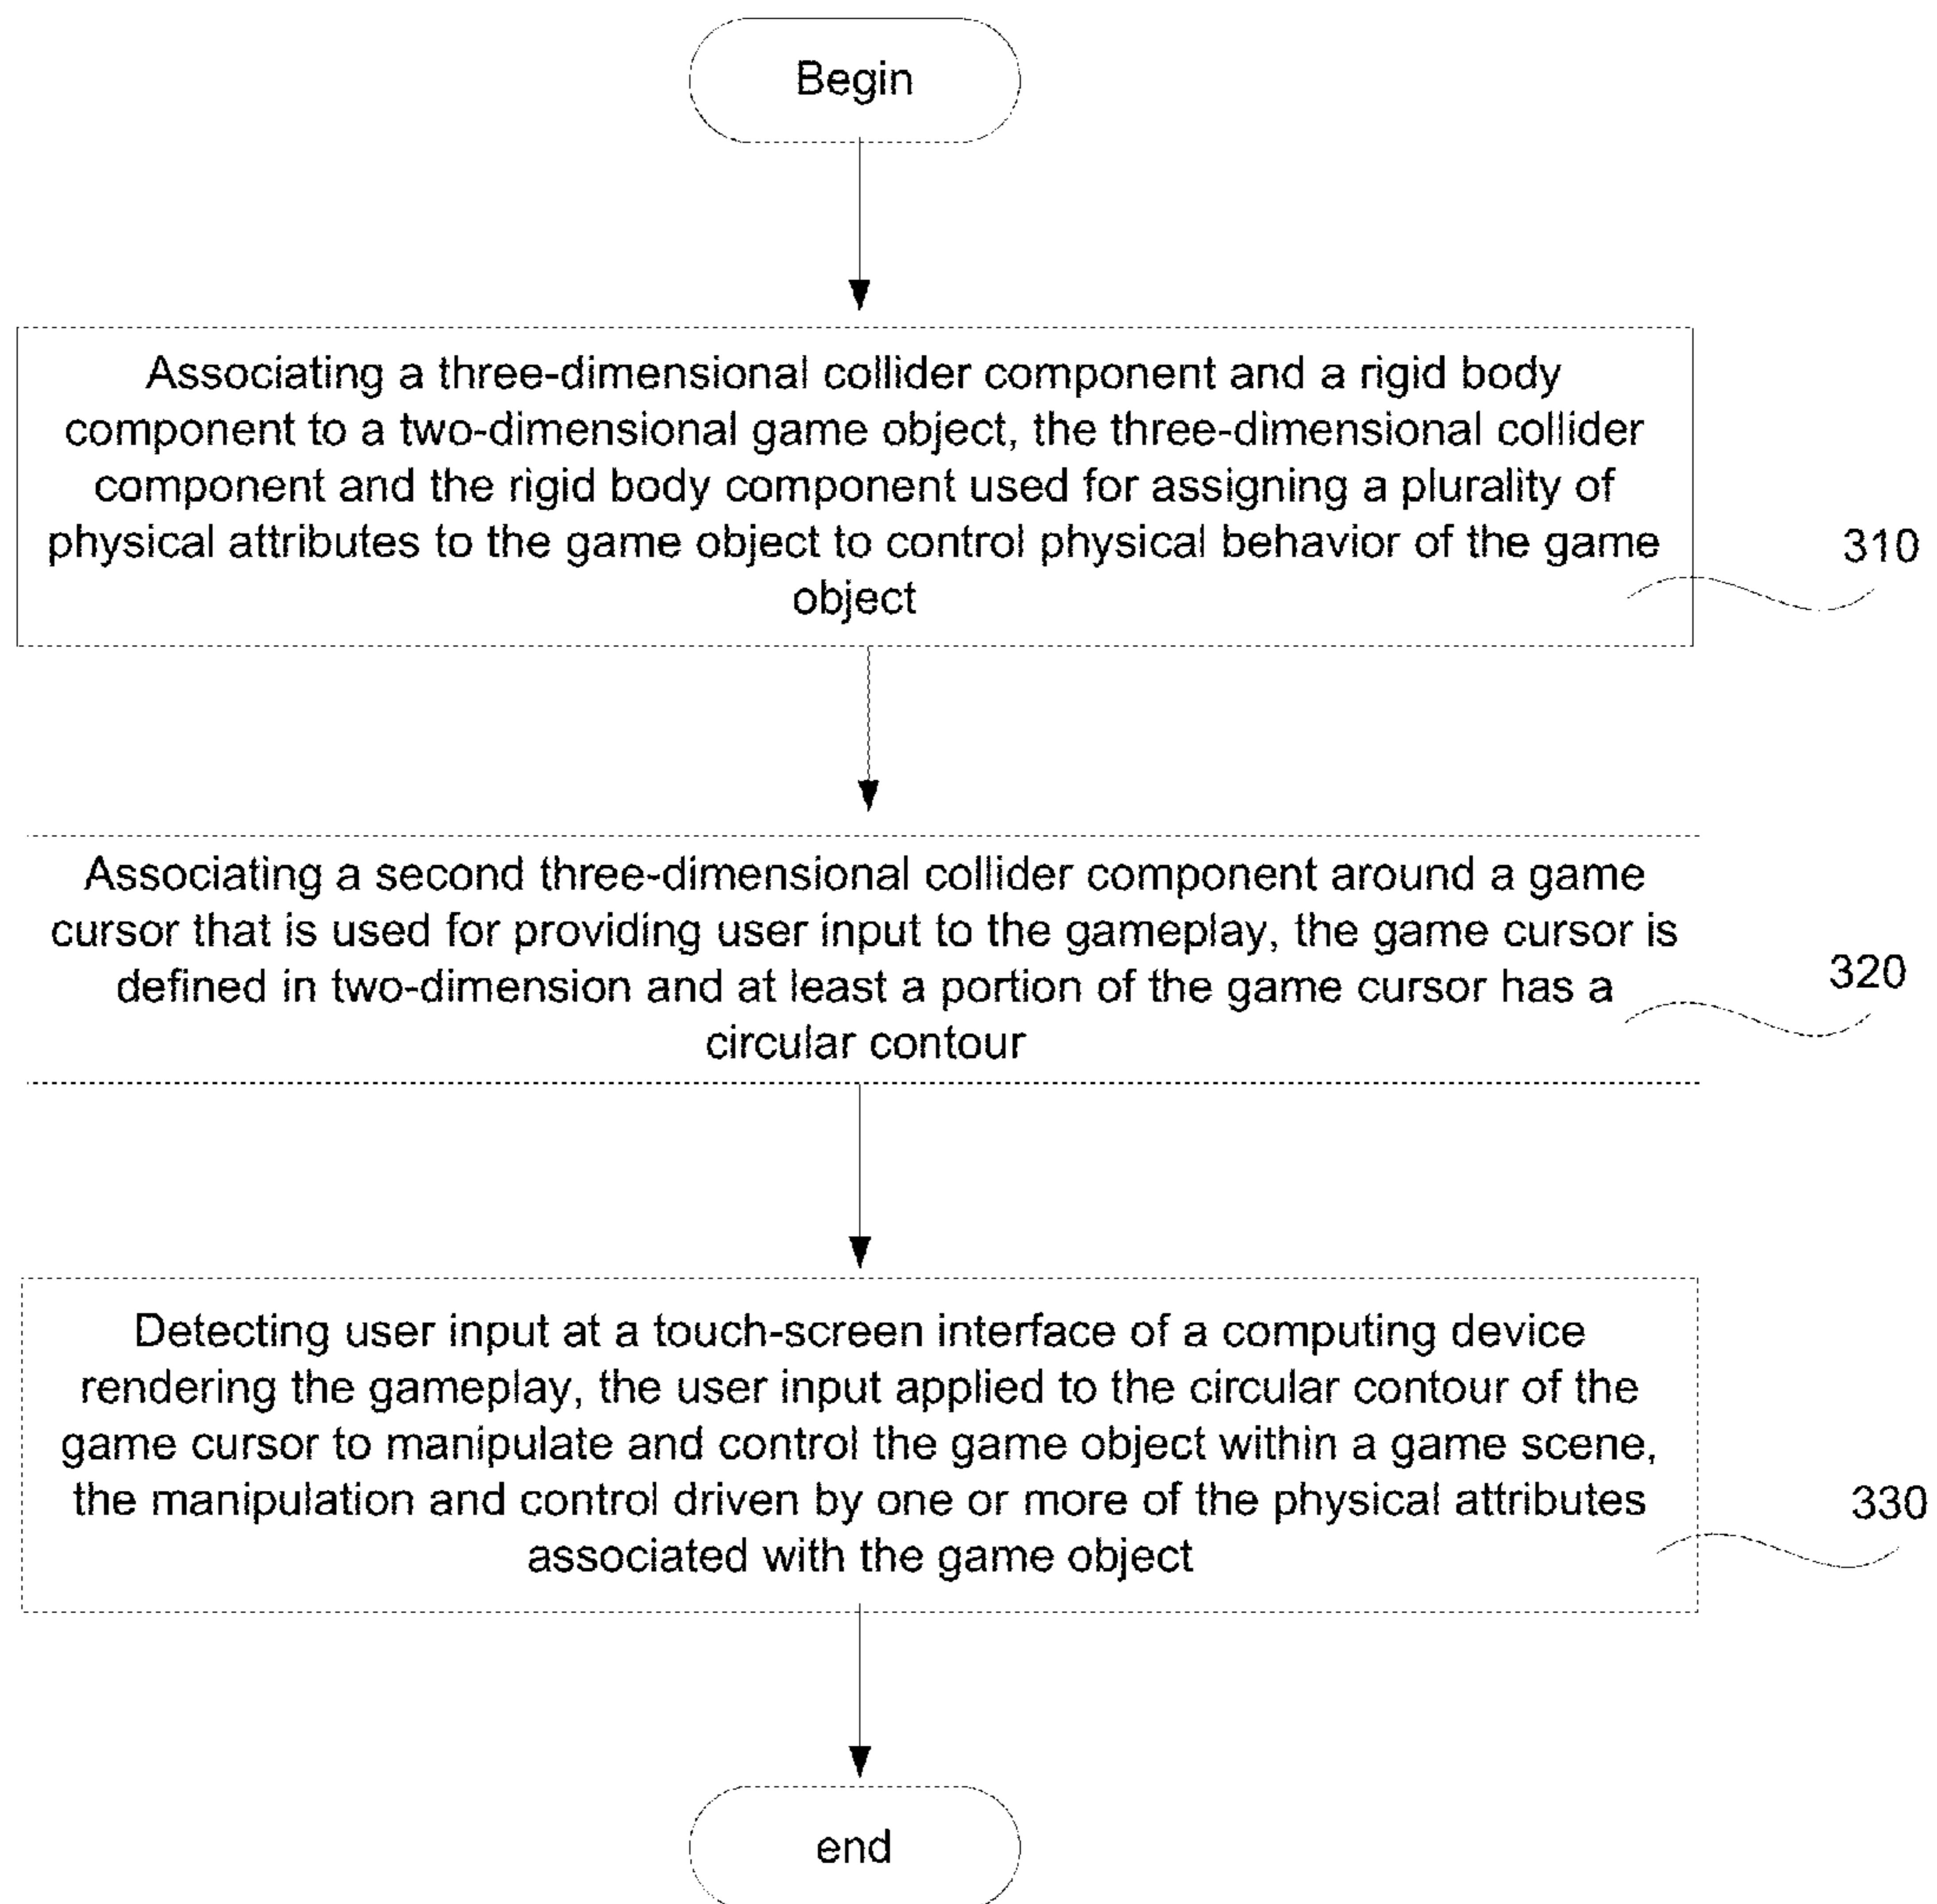 Begin
Associating a three-dimensional collider component and a rigid body
component to a two-dimensional game object, the three-dimensional collider
component and the rigid body component used for assigning a plurality of
physical attributes to the game object to control physical behavior of the game
object
310
Associating a second three-dimensional collider component around a game
cursor that is used for providing user input to the gameplay, the game cursor is
defined in two-dimension and at least a portion of the game cursor has a
circular contour
320
Detecting user input at a touch-screen interface of a computing device
rendering the gameplay, the user input applied to the circular contour of the
game cursor to manipulate and control the game object within a game scene,
the manipulation and control driven by one or more of the physical attributes
associated with the game object
330
end